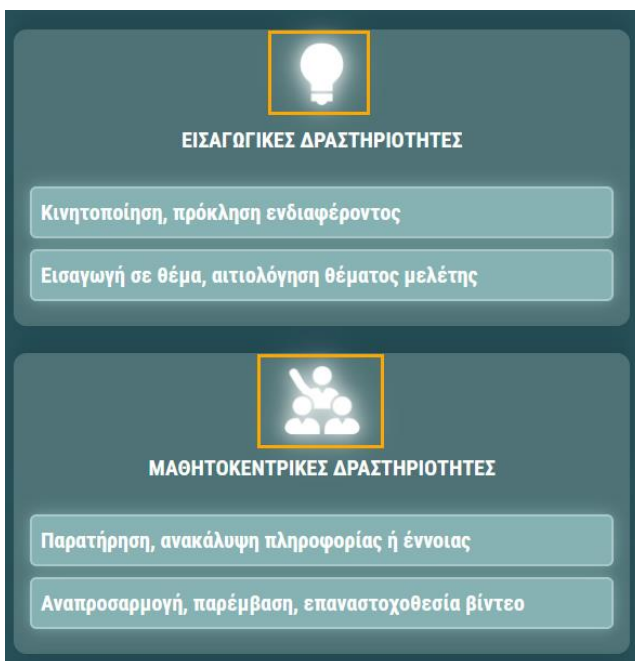 ΕΙΣΑΓΩΓΙΚΕΣ ΔΡΑΣΤΗΡΙΟΤΗΤΕΣ
Κινητοποίηση, πρόκληση ενδιαφέροντος
Εισαγωγή σε θέμα, αιτιολόγηση θέματος μελέτης
ΜΑΘΗΤΟΚΕΝΤΡΙΚΕΣ ΔΡΑΣΤΗΡΙΟΤΗΤΕΣ
Παρατήρηση, ανακάλυψη πληροφορίας ή έννοιας
Αναπροσαρμογή, παρέμβαση, επαναστοχοθεσία βίντεο